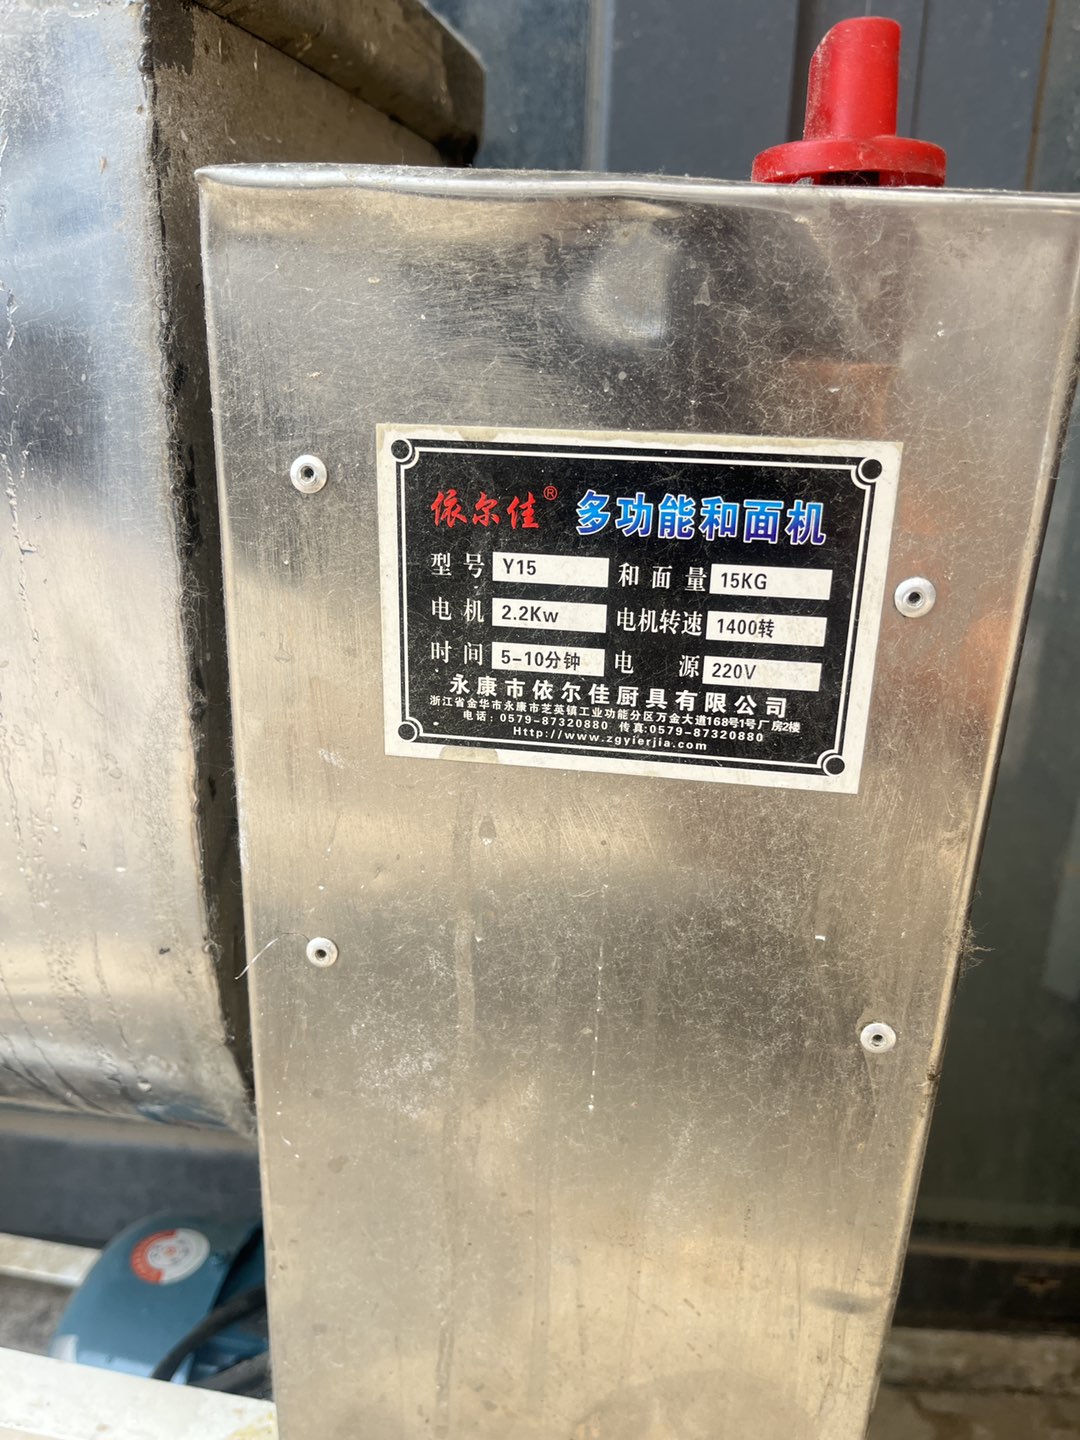 依尔佳® 多功能和面机
型号 Y15 和面量 15KG
电机 2.2Kw 电机转速 1400转
时间 5-10分钟 电源 220V
永康市依尔佳厨具有限公司
浙江省金华市永康市芝英镇工业功能分区万金大道168号1号厂房2楼
电话：0579-87320880 传真:0579-87320880
Http://www.zgyierjia.com